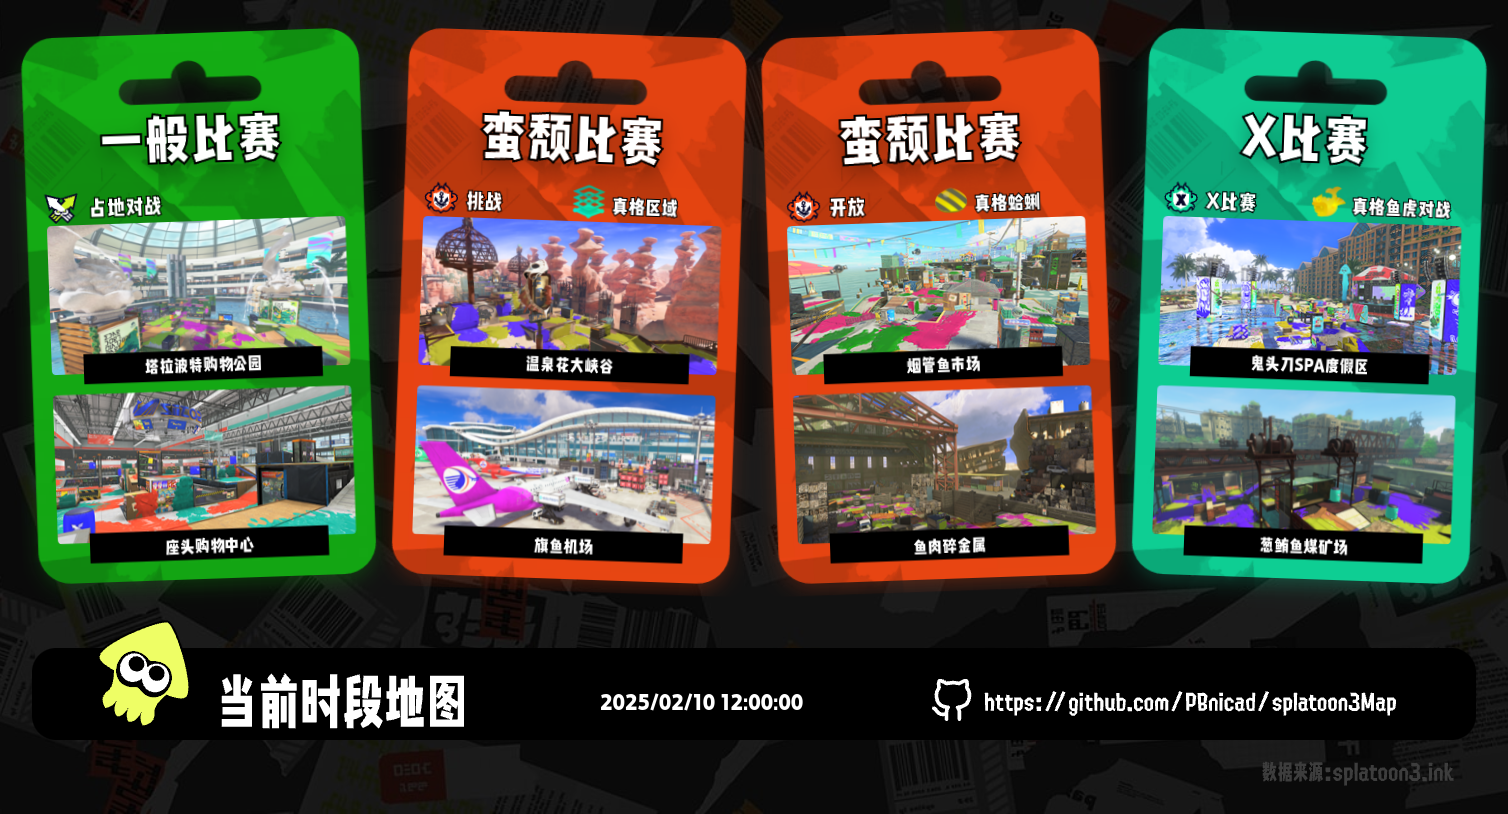 一般比赛
占地对战
塔拉波特购物公园
座头购物中心
蛮颓比赛
挑战
真格区域
温泉花大峡谷
旗鱼机场
蛮颓比赛
开放
真格蛤蜊
烟管鱼市场
鱼肉碎金属
X比赛
X比赛
真格鱼虎对战
鬼头刀SPA度假区
葱鲔鱼煤矿场
当前时段地图
2025/02/10 12:00:00
https://github.com/PBnicad/splatoon3Map
数据来源:splatoon3.ink